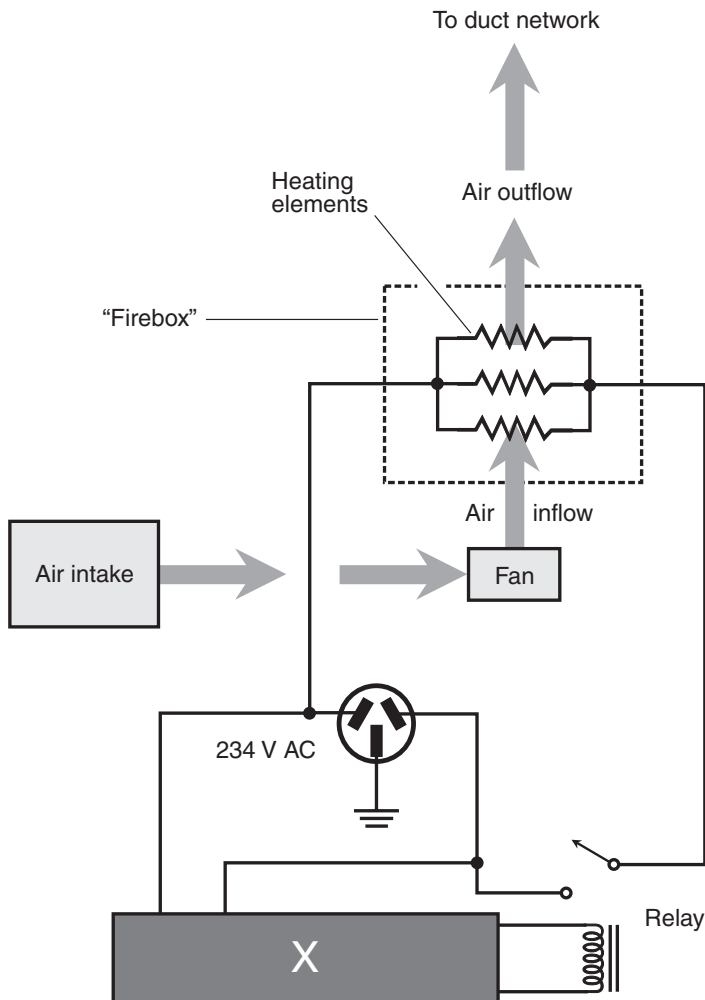 To duct network
Heating
elements
Air outflow
“Firebox”
Air inflow
Air intake
Fan
234 V AC
Relay
X